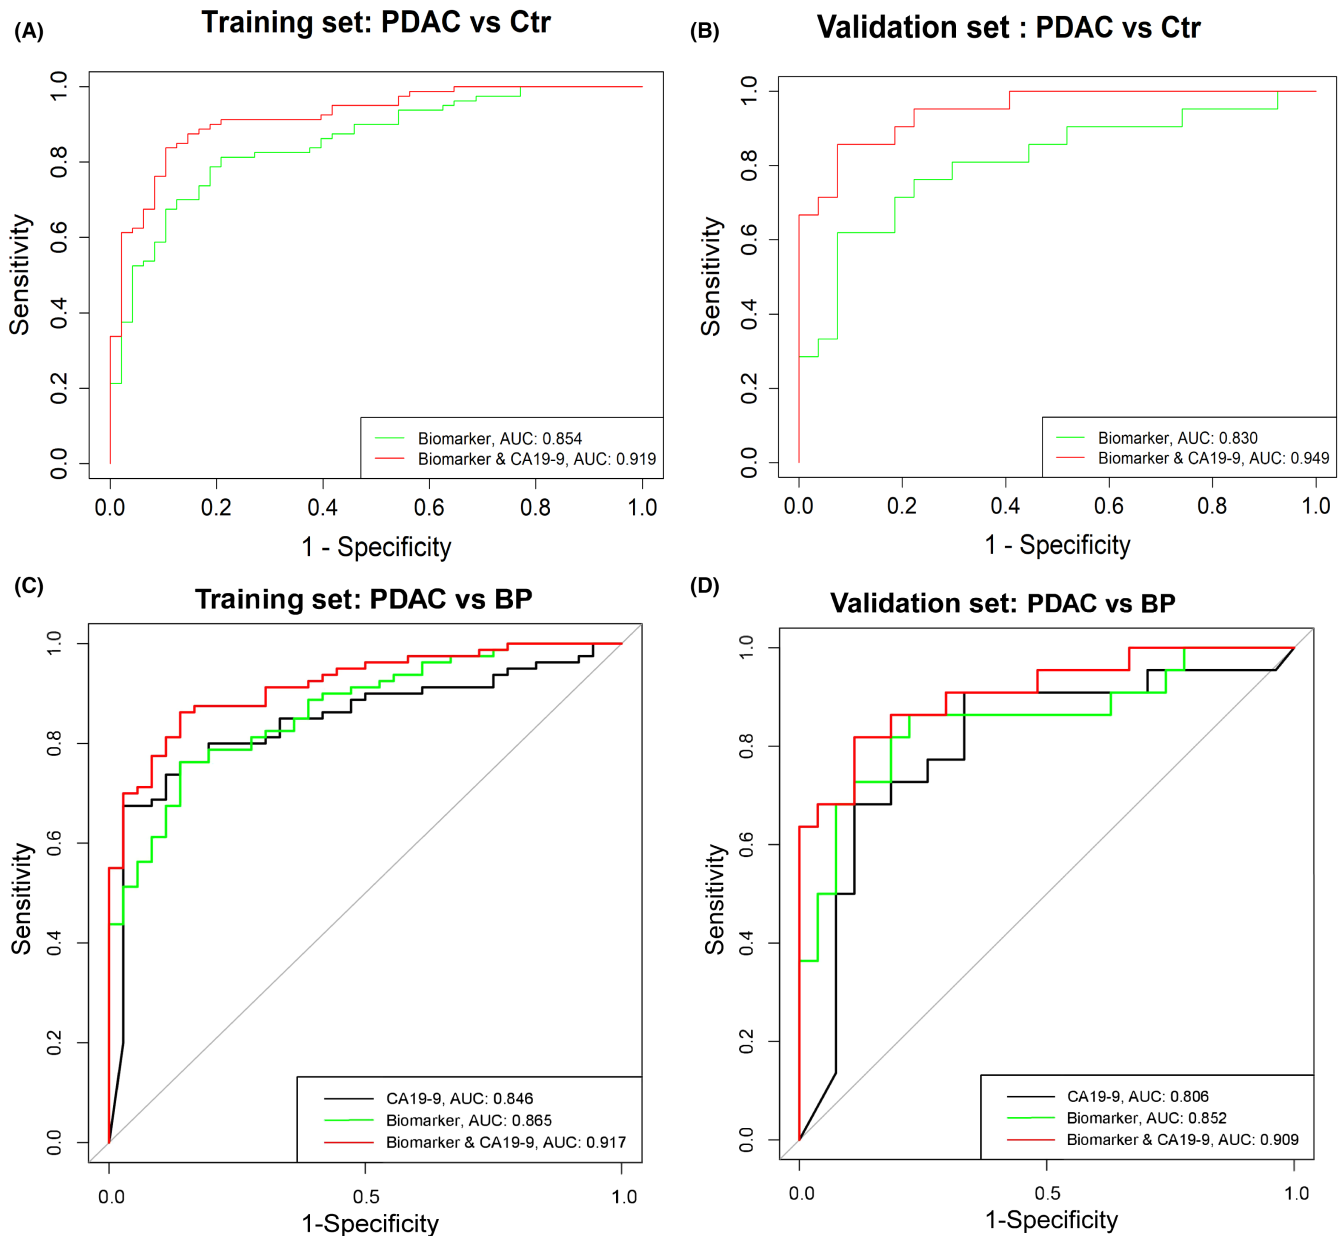 (A)
Training set: PDAC vs Ctr
Sensitivity
0.0 0.2 0.4 0.6 0.8 1.0
Biomarker, AUC: 0.854
Biomarker & CA19-9, AUC: 0.919
0.0 0.2 0.4 0.6 0.8 1.0
1 - Specificity
(B)
Validation set : PDAC vs Ctr
Sensitivity
0.0 0.2 0.4 0.6 0.8 1.0
Biomarker, AUC: 0.830
Biomarker & CA19-9, AUC: 0.949
0.0 0.2 0.4 0.6 0.8 1.0
1 - Specificity
(C)
Training set: PDAC vs BP
Sensitivity
0.0 0.2 0.4 0.6 0.8 1.0
CA19-9, AUC: 0.846
Biomarker, AUC: 0.865
Biomarker & CA19-9, AUC: 0.917
0.0 0.5 1.0
1-Specificity
(D)
Validation set: PDAC vs BP
Sensitivity
0.0 0.2 0.4 0.6 0.8 1.0
CA19-9, AUC: 0.806
Biomarker, AUC: 0.852
Biomarker & CA19-9, AUC: 0.909
0.0 0.5 1.0
1-Specificity